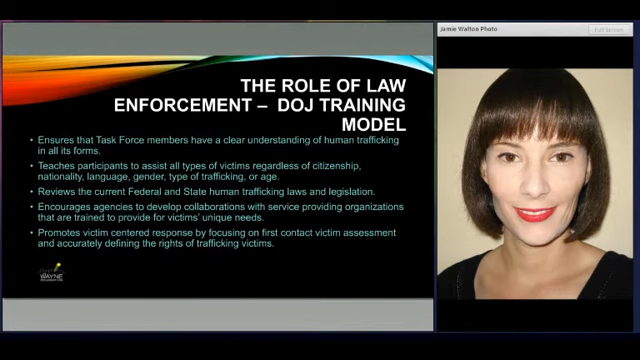 Jamie Walton Photo
Full Screen
THE ROLE OF LAW
ENFORCEMENT – DOJ TRAINING
MODEL
• Ensures that Task Force members have a clear understanding of human trafficking
in all its forms.
• Teaches participants to assist all types of victims regardless of citizenship,
nationality, language, gender, type of trafficking, or age.
• Reviews the current Federal and State human trafficking laws and legislation.
• Encourages agencies to develop collaborations with service providing organizations
that are trained to provide for victims' unique needs.
• Promotes victim centered response by focusing on first contact victim assessment
and accurately defining the rights of trafficking victims.
WAYNE
FOUNDATION